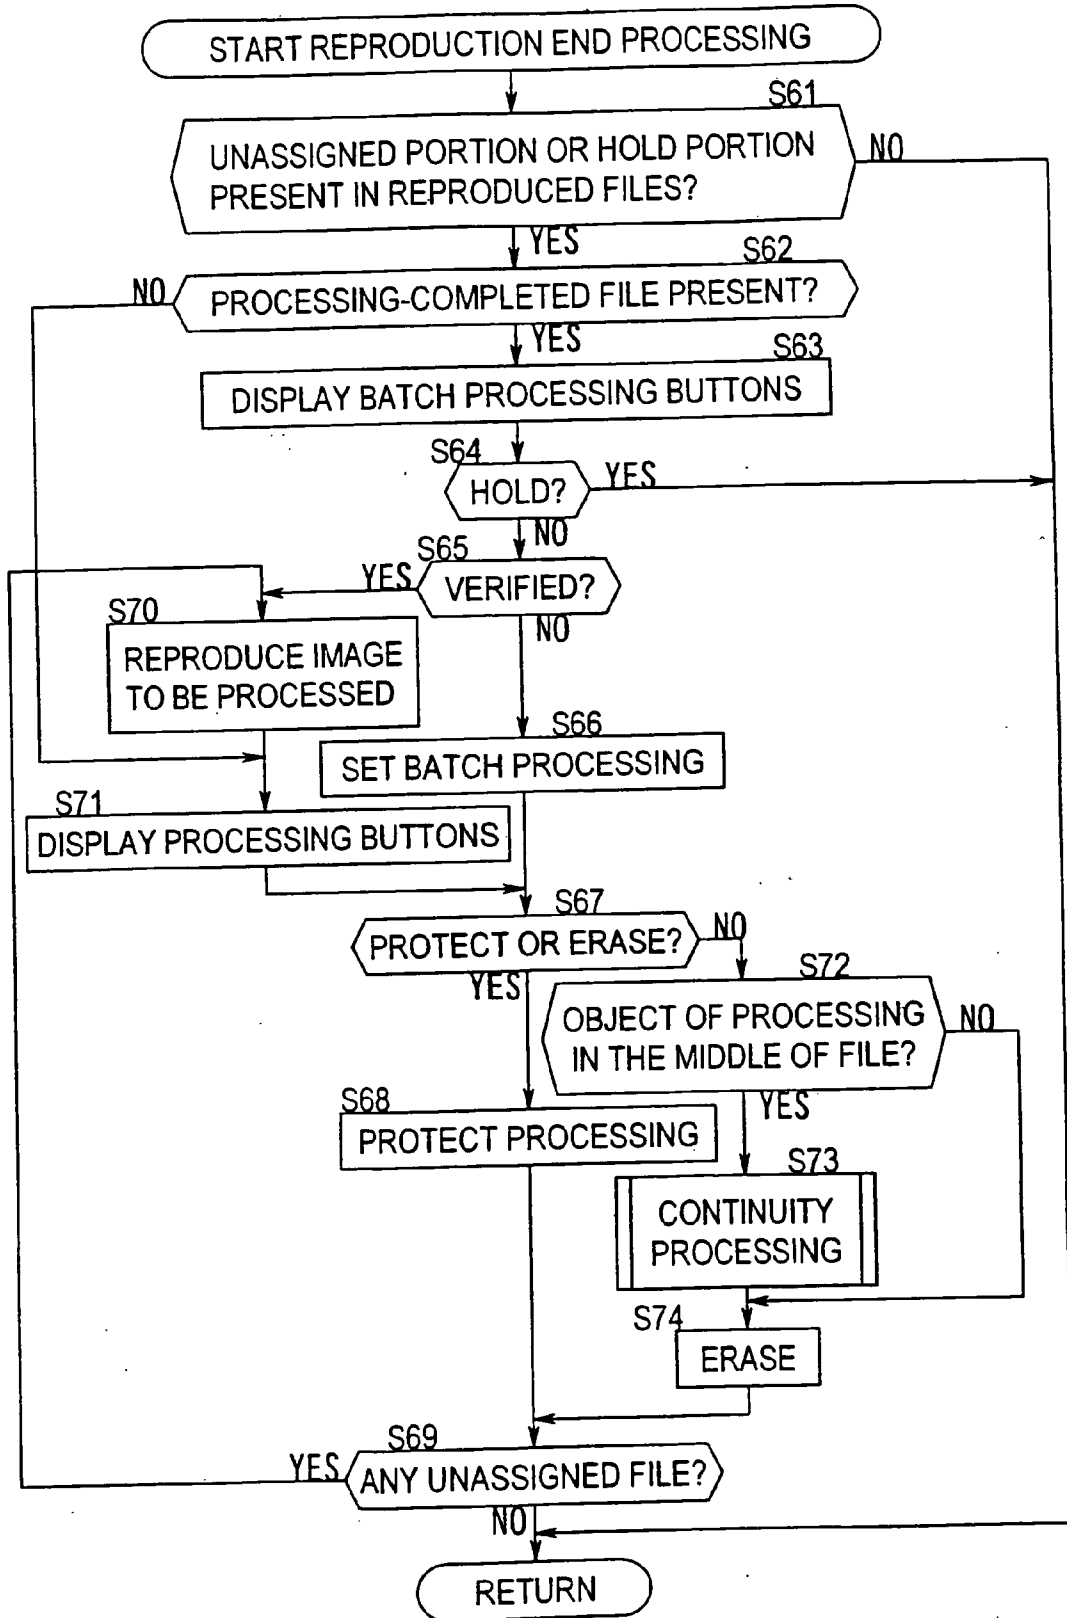 START REPRODUCTION END PROCESSING
S61
UNASSIGNED PORTION OR HOLD PORTION
PRESENT IN REPRODUCED FILES?
NO
YES
S62
NO
PROCESSING-COMPLETED FILE PRESENT?
YES
S63
DISPLAY BATCH PROCESSING BUTTONS
S64
HOLD?
YES
NO
S65
YES
VERIFIED?
NO
S70
REPRODUCE IMAGE
TO BE PROCESSED
S66
SET BATCH PROCESSING
S71
DISPLAY PROCESSING BUTTONS
S67
PROTECT OR ERASE?
NO
YES
S72
OBJECT OF PROCESSING
IN THE MIDDLE OF FILE?
NO
YES
S68
PROTECT PROCESSING
S73
CONTINUITY
PROCESSING
S74
ERASE
S69
YES
ANY UNASSIGNED FILE?
NO
RETURN